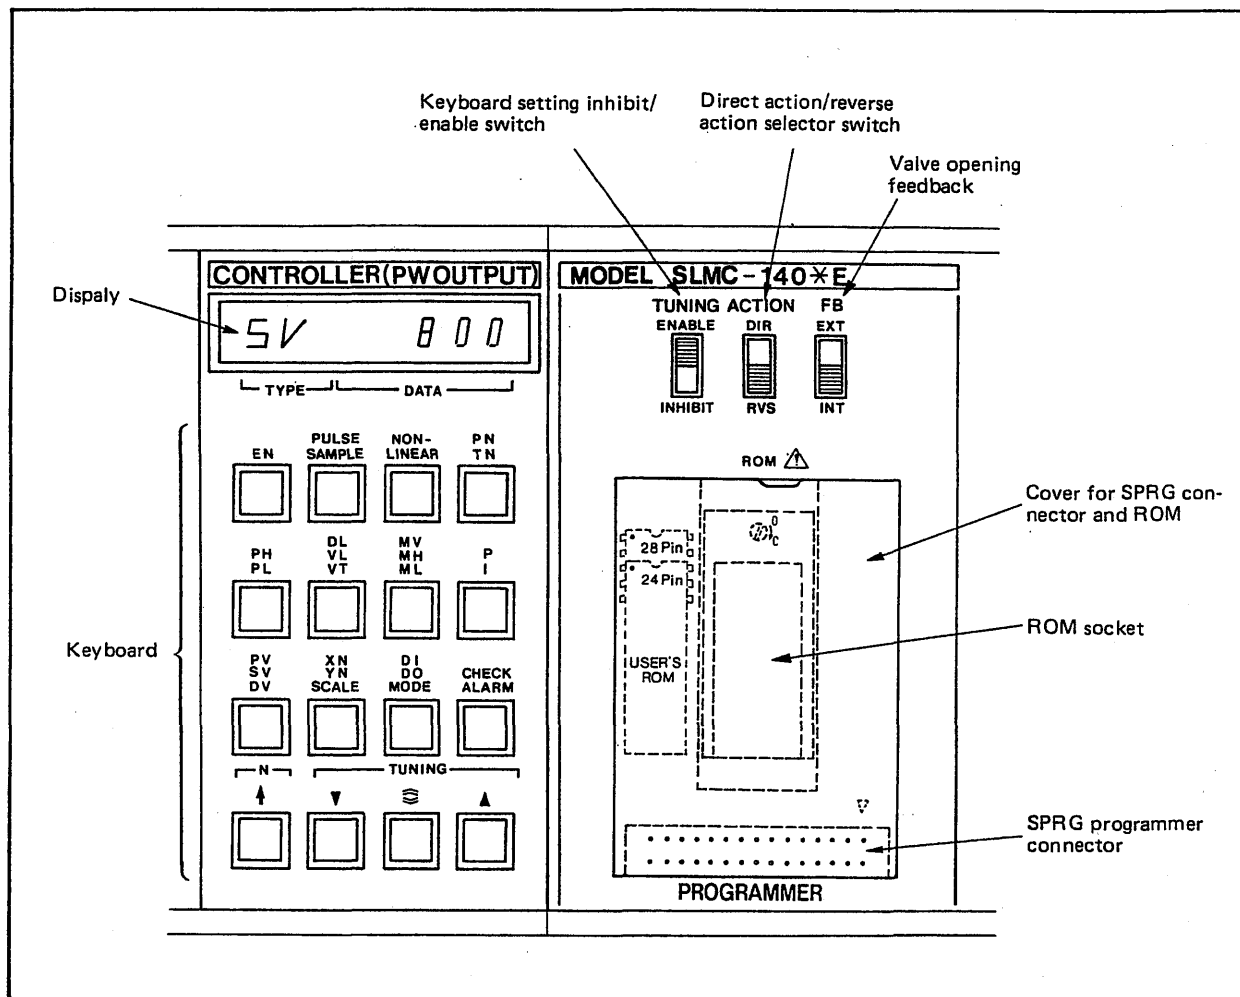 Keyboard setting inhibit/
enable switch
Direct action/reverse
action selector switch
Valve opening
feedback
Dispaly
CONTROLLER(PW OUTPUT)
SV 800
TYPE DATA
MODEL SLMC-140*E
TUNING ACTION FB
ENABLE DIR EXT
INHIBIT RVS INT
Keyboard
EN
PULSE
SAMPLE
NON-
LINEAR
PN
TN
PH
PL
DL
VL
VT
MV
MH
ML
P
I
PV
SV
DV
XN
YN
SCALE
DI
DO
MODE
CHECK
ALARM
N TUNING
ROM
O
C
28 Pin
24 Pin
USER'S
ROM
PROGRAMMER
Cover for SPRG con-
nector and ROM
ROM socket
SPRG programmer
connector